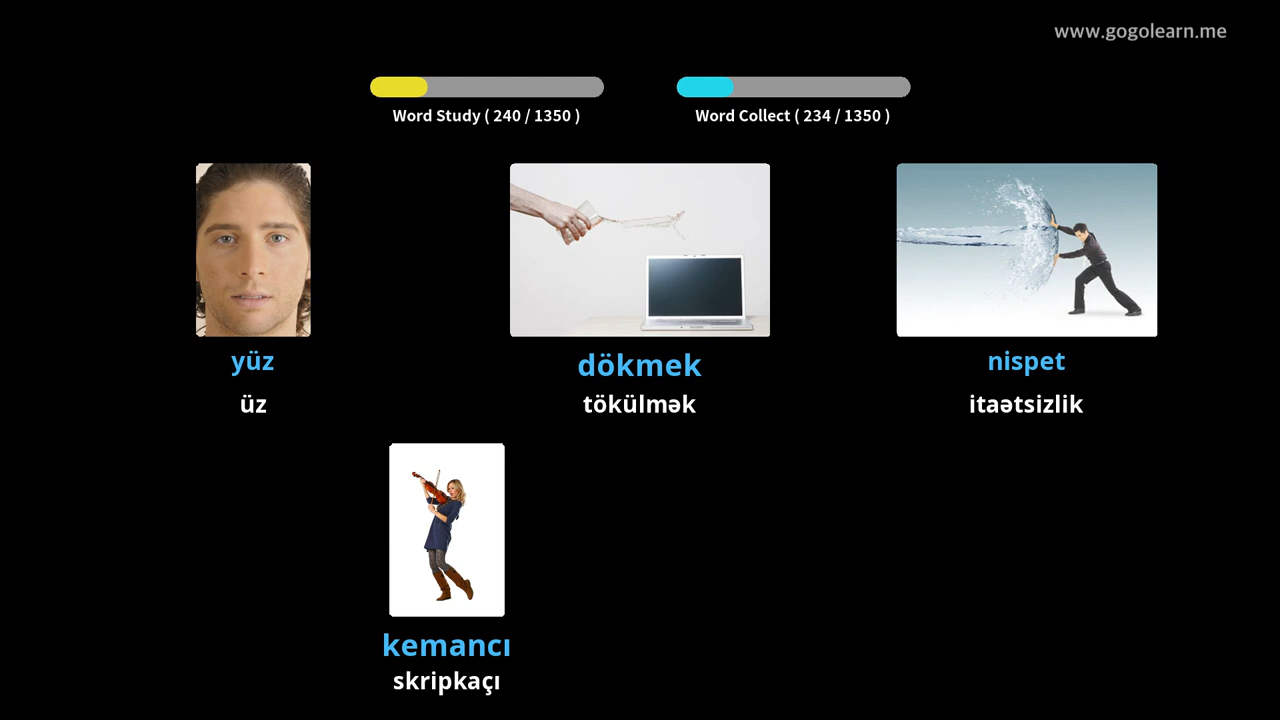 www.gogolearn.me
Word Study ( 240 / 1350 )
Word Collect ( 234 / 1350 )
yüz
üz
dökmek
tökülmək
nispet
itaətsizlik
kemancı
skripkaçı